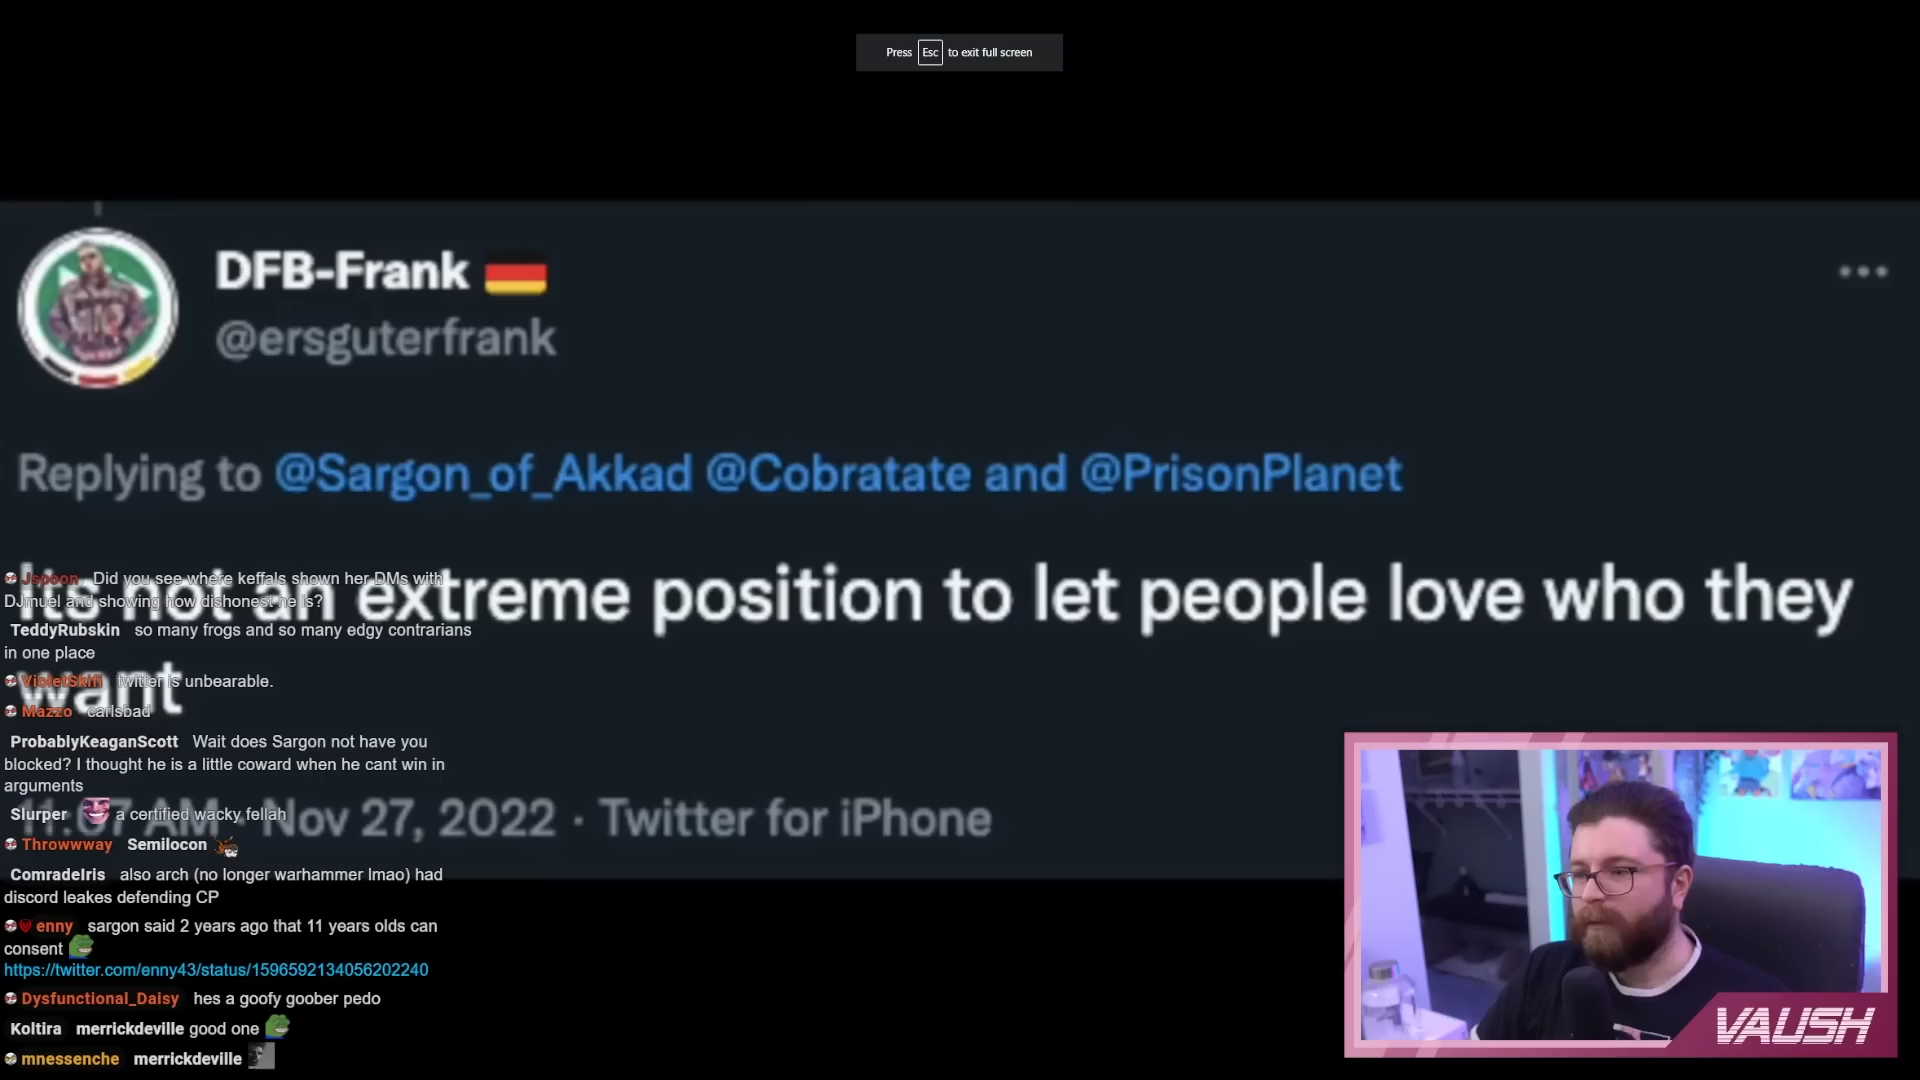 Press Esc to exit full screen
DFB-Frank
@ersguterfrank
Replying to @Sargon_of_Akkad @Cobratate and @PrisonPlanet
Its not an extreme position to let people love who they
want
11:37 AM · Nov 27, 2022 · Twitter for iPhone
Jspoon Did you see where keffals shown her DMs with
DJmuel and showing how dishonest he is?
TeddyRubskin so many frogs and so many edgy contrarians
in one place
VioletSkifi twitter is unbearable.
Mazzo carlsbad
ProbablyKeaganScott Wait does Sargon not have you
blocked? I thought he is a little coward when he cant win in
arguments
Slurper a certified wacky fellah
Throwwway Semilocon
ComradeIris also arch (no longer warhammer lmao) had
discord leakes defending CP
enny sargon said 2 years ago that 11 years olds can
consent
https://twitter.com/enny43/status/1596592134056202240
Dysfunctional_Daisy hes a goofy goober pedo
Koltira merrickdeville good one
mnessenche merrickdeville
VAUSH